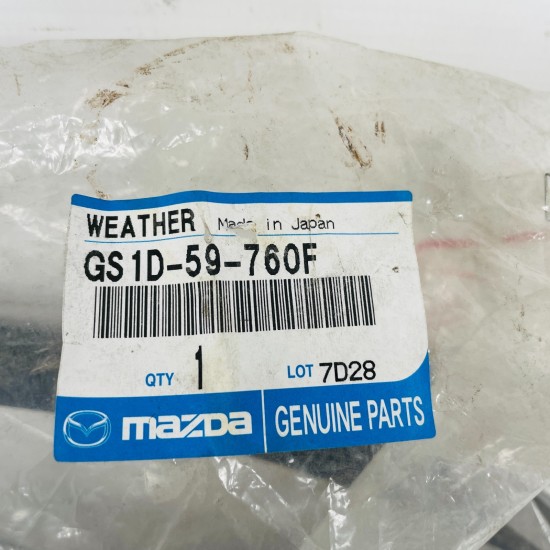 WEATHER Made in Japan
GS1D-59-760F
QTY 1 LOT 7D28
mazda GENUINE PARTS